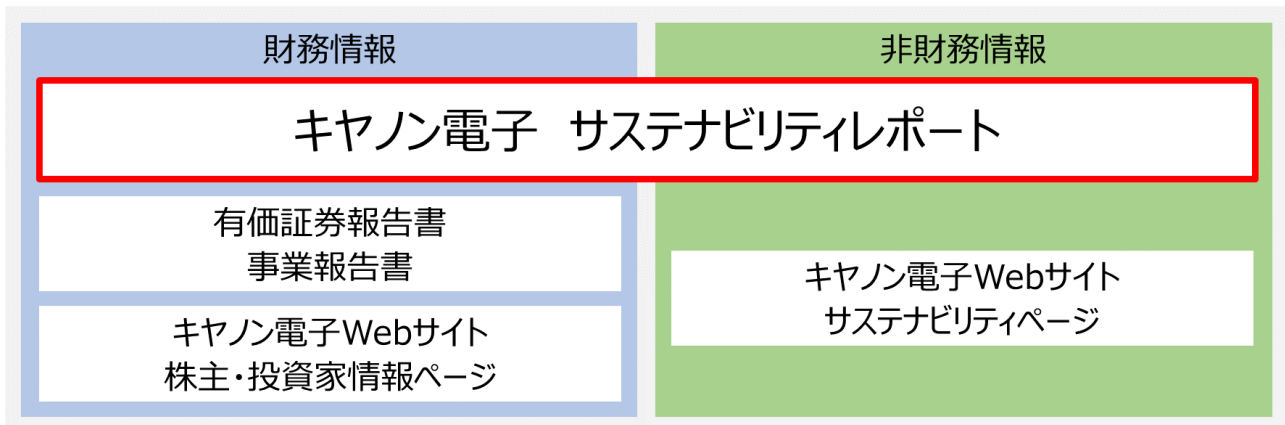 財務情報
非財務情報
キヤノン電子　サステナビリティレポート
有価証券報告書
事業報告書
キヤノン電子Webサイト
株主・投資家情報ページ
キヤノン電子Webサイト
サステナビリティページ